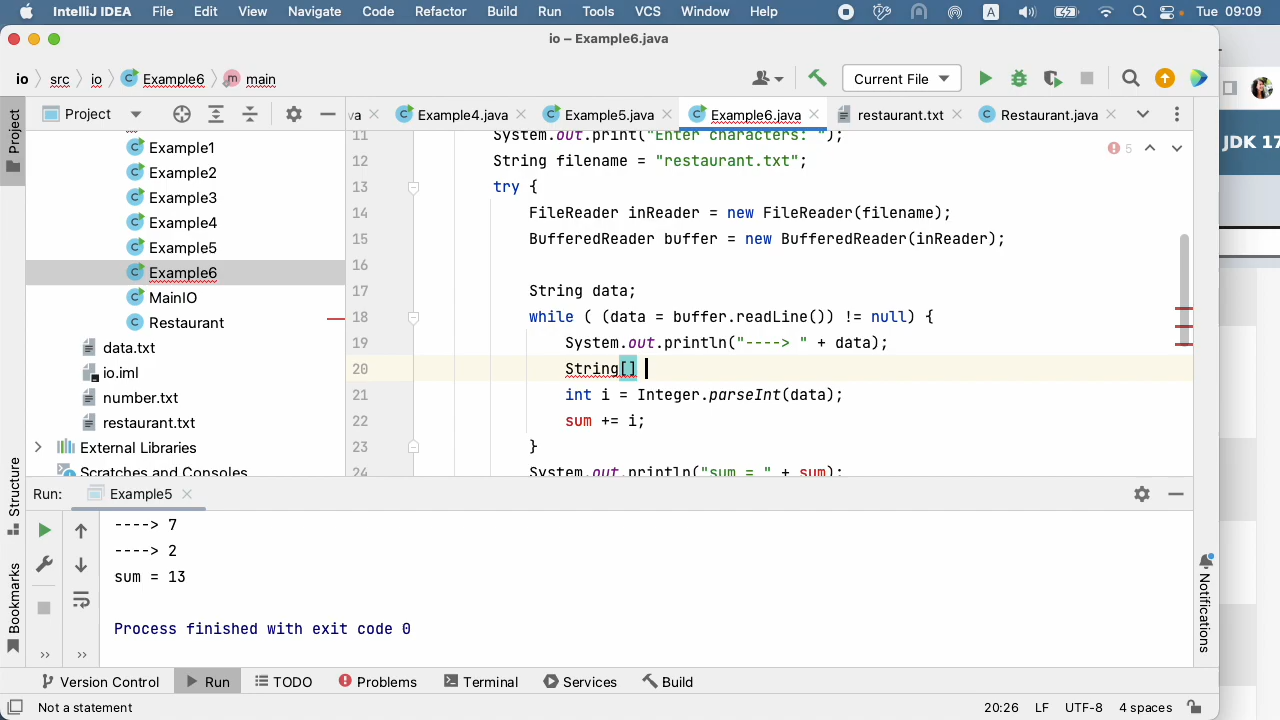 IntelliJ IDEA File Edit View Navigate Code Refactor Build Run Tools VCS Window Help A Tue 09:09
io – Example6.java
io src io Example6 main Current File
Project va Example4.java Example5.java Example6.java restaurant.txt Restaurant.java
JDK 17
Project
Example1
Example2
Example3
Example4
Example5
Example6
MainIO
Restaurant
data.txt
io.iml
number.txt
restaurant.txt
External Libraries
Scratches and Consoles
5
11 System.out.print("Enter characters: ");
12 String filename = "restaurant.txt";
13 try {
14 FileReader inReader = new FileReader(filename);
15 BufferedReader buffer = new BufferedReader(inReader);
16
17 String data;
18 while ( (data = buffer.readLine()) != null) {
19 System.out.println("----> " + data);
20 String[]
21 int i = Integer.parseInt(data);
22 sum += i;
23 }
24 System.out.println("sum = " + sum);
Structure
Bookmarks
Notifications
Run: Example5
----> 7
----> 2
sum = 13
Process finished with exit code 0
Version Control Run TODO Problems Terminal Services Build
Not a statement 20:26 LF UTF-8 4 spaces